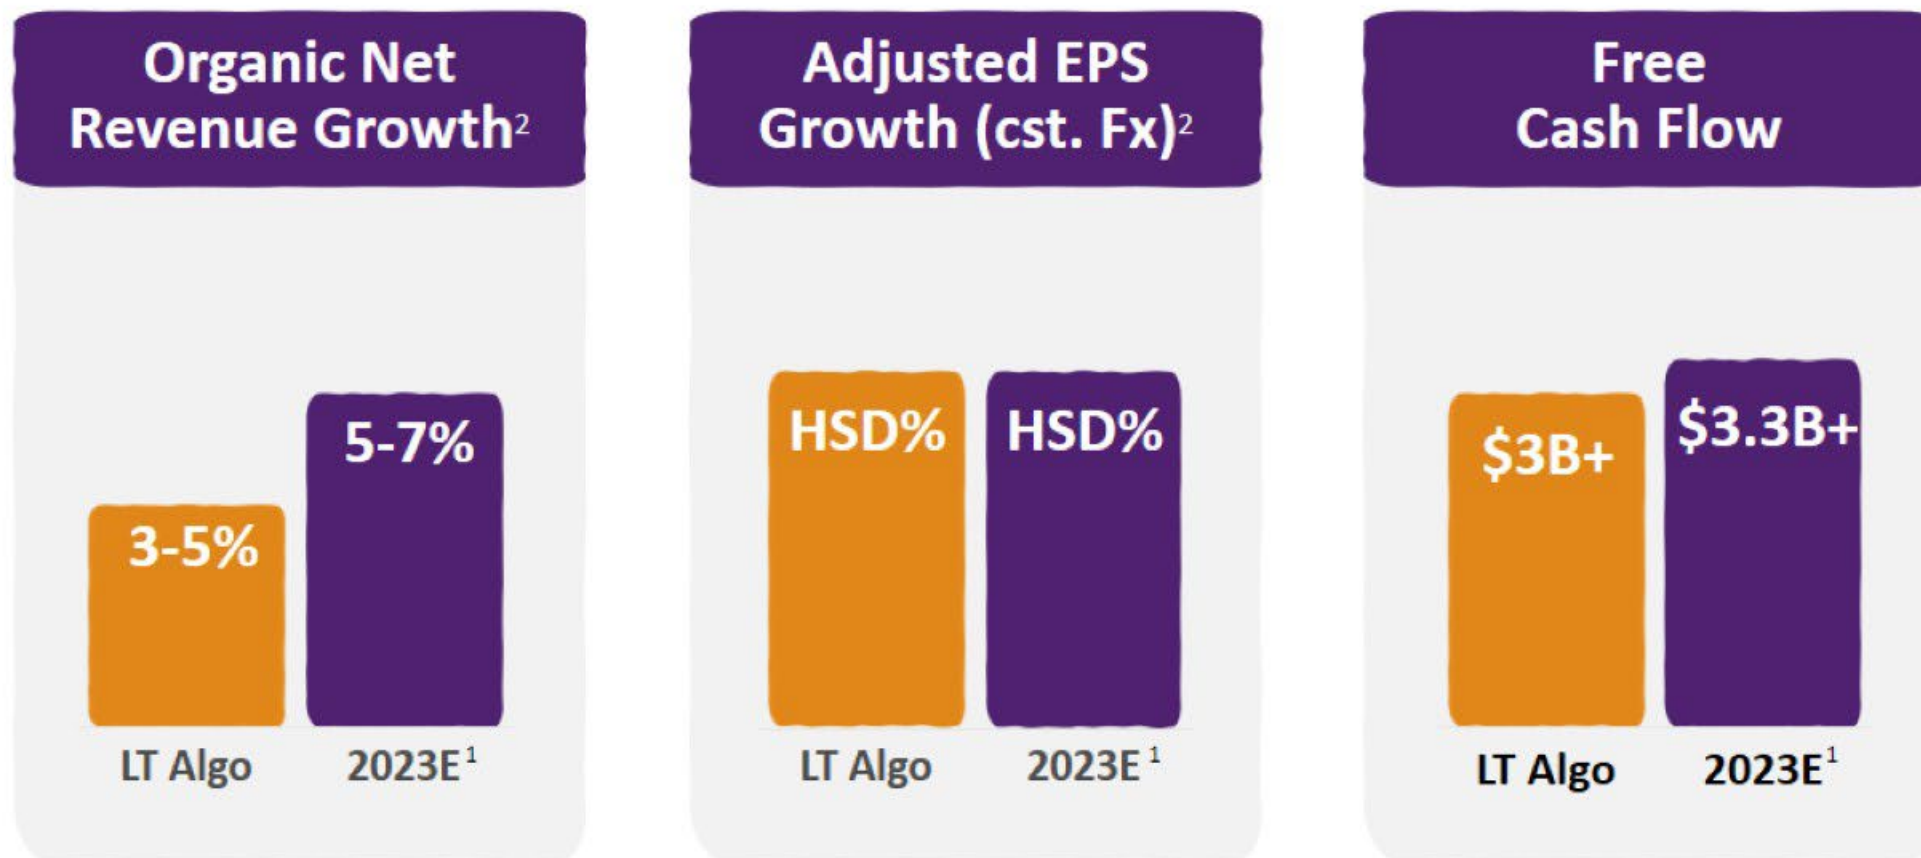 Organic Net
Revenue Growth²
5-7%
3-5%
LT Algo 2023E¹
Adjusted EPS
Growth (cst. Fx)²
HSD% HSD%
LT Algo 2023E¹
Free
Cash Flow
$3B+ $3.3B+
LT Algo 2023E¹